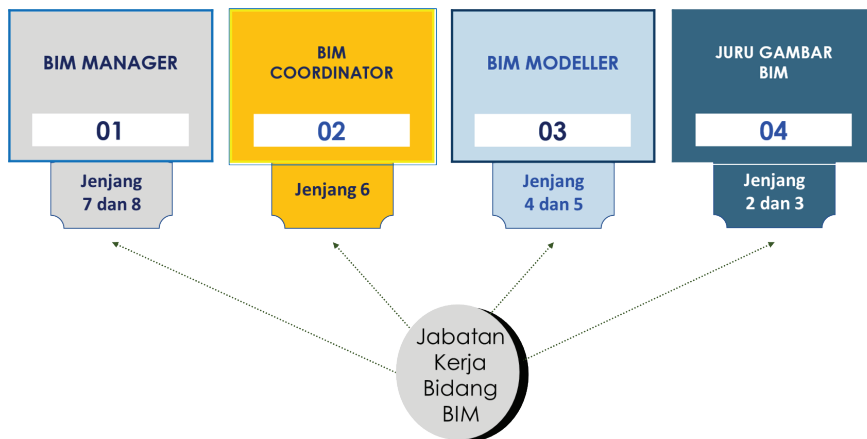 BIM MANAGER
01
Jenjang
7 dan 8
BIM
COORDINATOR
02
Jenjang 6
BIM MODELLER
03
Jenjang
4 dan 5
JURU GAMBAR
BIM
04
Jenjang
2 dan 3
Jabatan
Kerja
Bidang
BIM